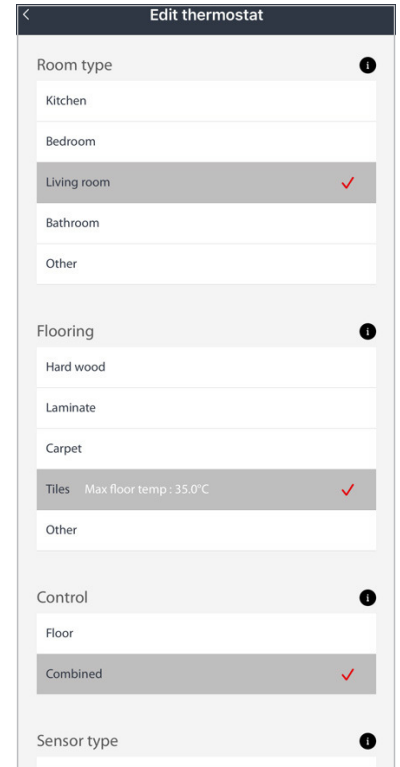 Edit thermostat
Room type
Kitchen
Bedroom
Living room
Bathroom
Other
Flooring
Hard wood
Laminate
Carpet
Tiles Max floor temp : 35.0°C
Other
Control
Floor
Combined
Sensor type